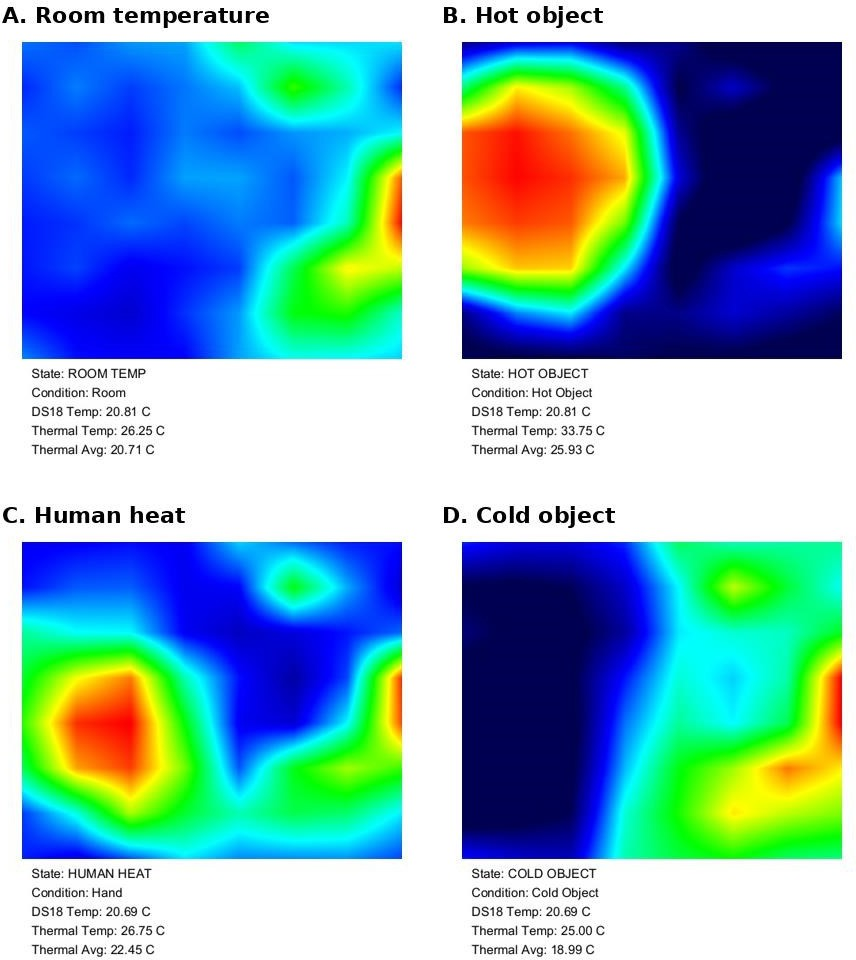 A. Room temperature
B. Hot object
State: ROOM TEMP
Condition: Room
DS18 Temp: 20.81 C
Thermal Temp: 26.25 C
Thermal Avg: 20.71 C
State: HOT OBJECT
Condition: Hot Object
DS18 Temp: 20.81 C
Thermal Temp: 33.75 C
Thermal Avg: 25.93 C
C. Human heat
D. Cold object
State: HUMAN HEAT
Condition: Hand
DS18 Temp: 20.69 C
Thermal Temp: 26.75 C
Thermal Avg: 22.45 C
State: COLD OBJECT
Condition: Cold Object
DS18 Temp: 20.69 C
Thermal Temp: 25.00 C
Thermal Avg: 18.99 C